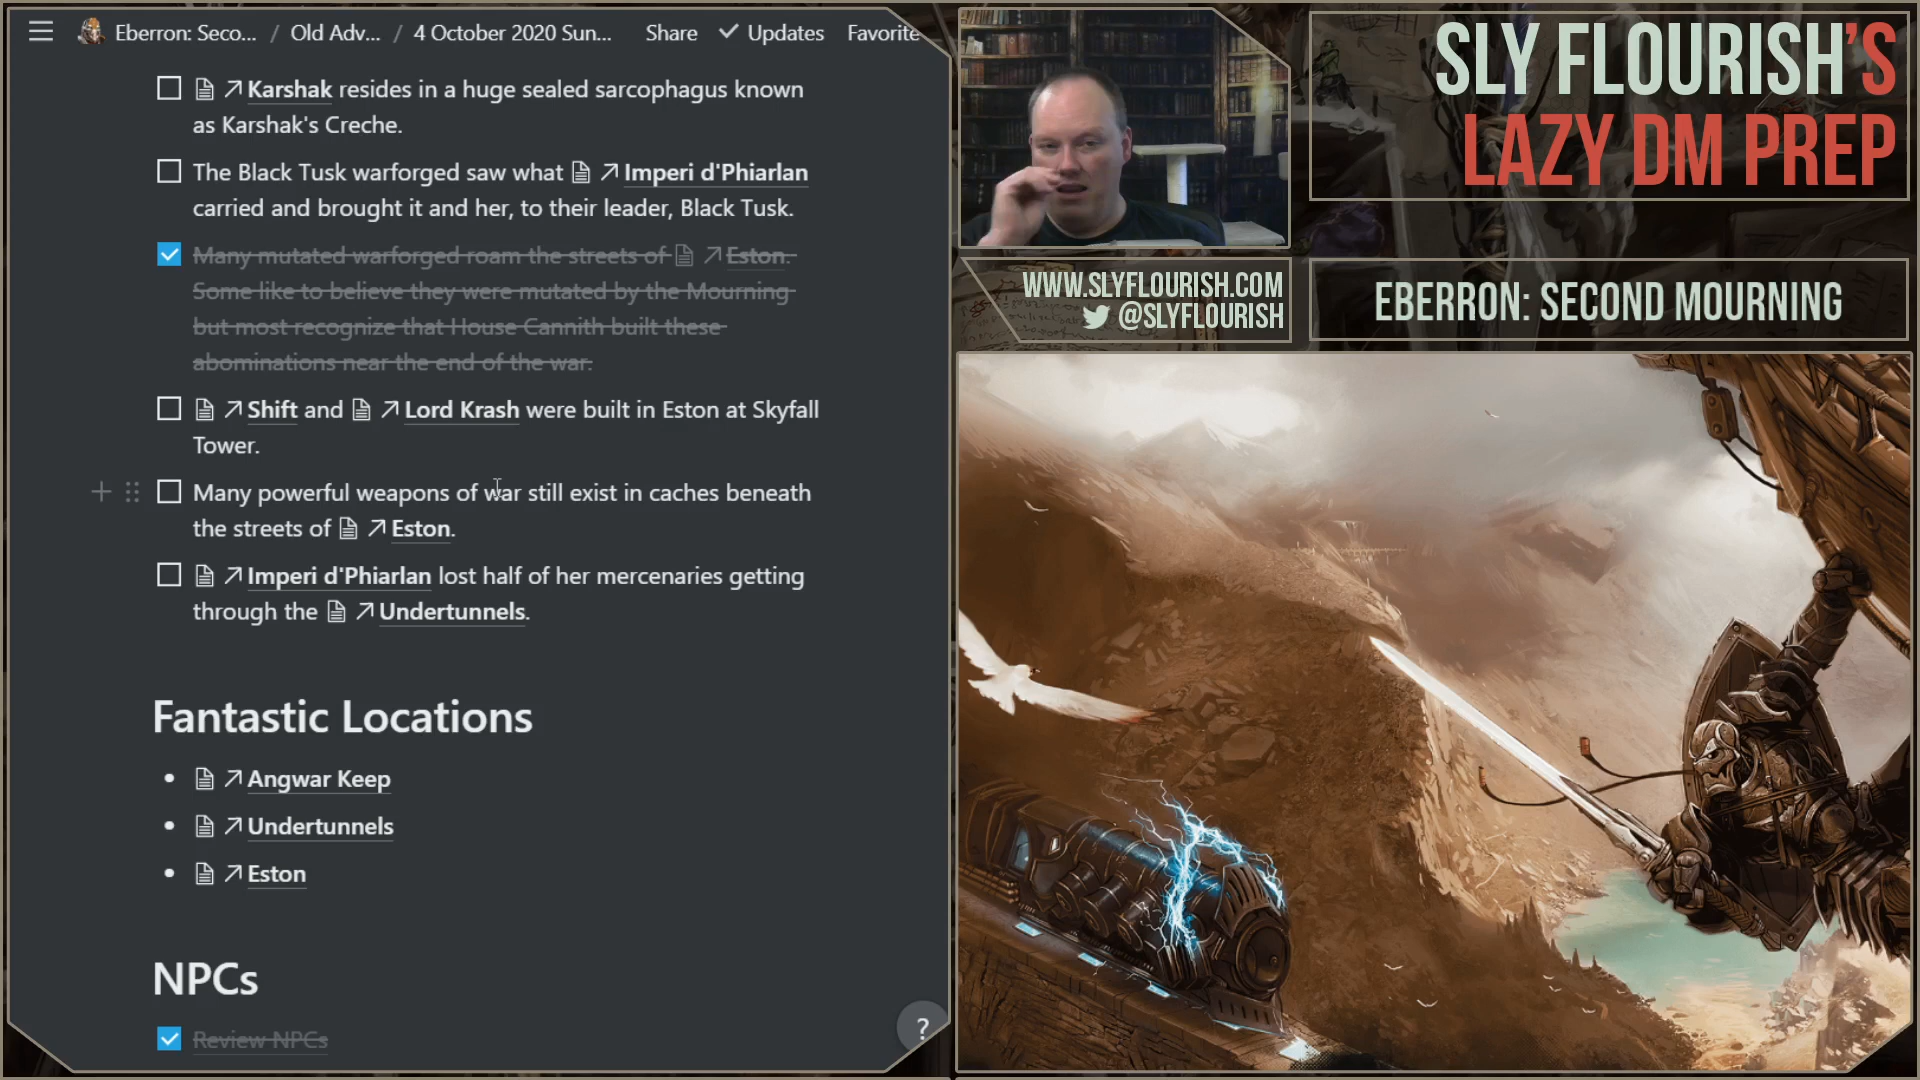 Eberron: Seco... / Old Adv... / 4 October 2020 Sun... Share Updates Favorite
Karshak resides in a huge sealed sarcophagus known
as Karshak's Creche.
The Black Tusk warforged saw what Imperi d'Phiarlan
carried and brought it and her, to their leader, Black Tusk.
Many mutated warforged roam the streets of Eston.
Some like to believe they were mutated by the Mourning
but most recognize that House Cannith built these
abominations near the end of the war.
Shift and Lord Krash were built in Eston at Skyfall
Tower.
Many powerful weapons of war still exist in caches beneath
the streets of Eston.
Imperi d'Phiarlan lost half of her mercenaries getting
through the Undertunnels.
Fantastic Locations
• Angwar Keep
• Undertunnels
• Eston
NPCs
Review NPCs
?
SLY FLOURISH'S
LAZY DM PREP
WWW.SLYFLOURISH.COM
@SLYFLOURISH
EBERRON: SECOND MOURNING